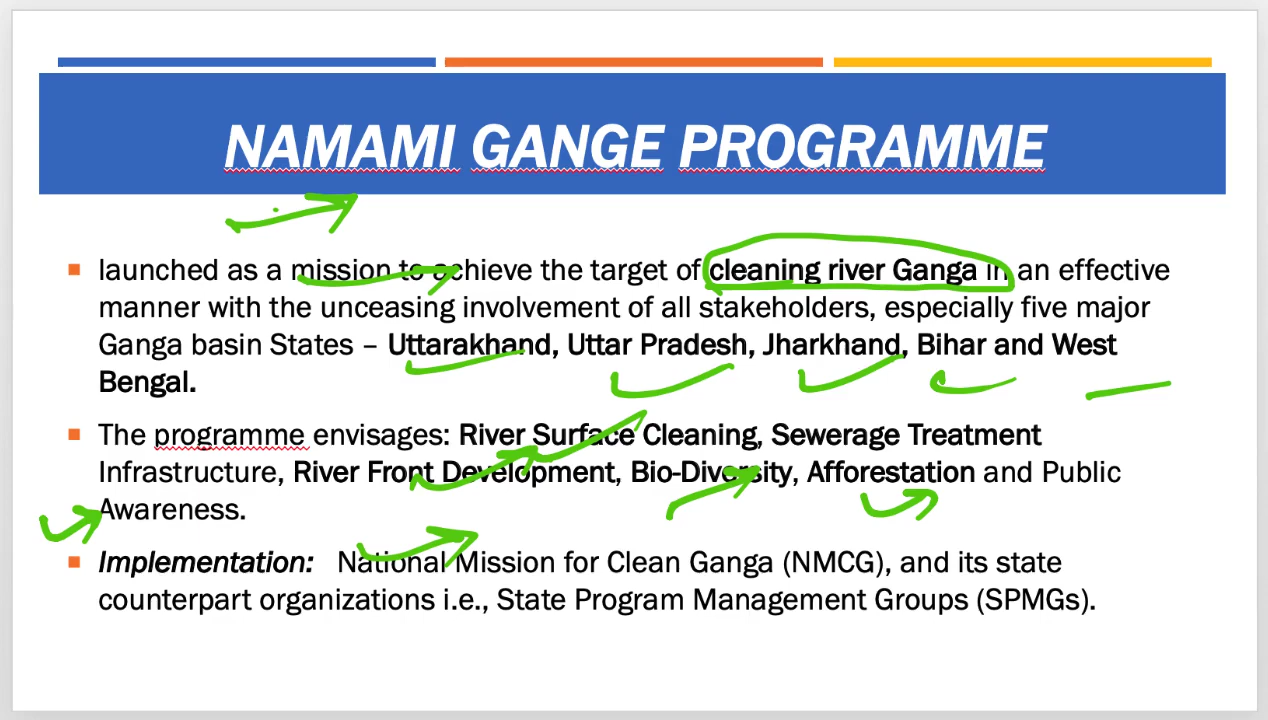 NAMAMI GANGE PROGRAMME
launched as a mission to achieve the target of cleaning river Ganga in an effective
manner with the unceasing involvement of all stakeholders, especially five major
Ganga basin States – Uttarakhand, Uttar Pradesh, Jharkhand, Bihar and West
Bengal.
The programme envisages: River Surface Cleaning, Sewerage Treatment
Infrastructure, River Front Development, Bio-Diversity, Afforestation and Public
Awareness.
Implementation: National Mission for Clean Ganga (NMCG), and its state
counterpart organizations i.e., State Program Management Groups (SPMGs).